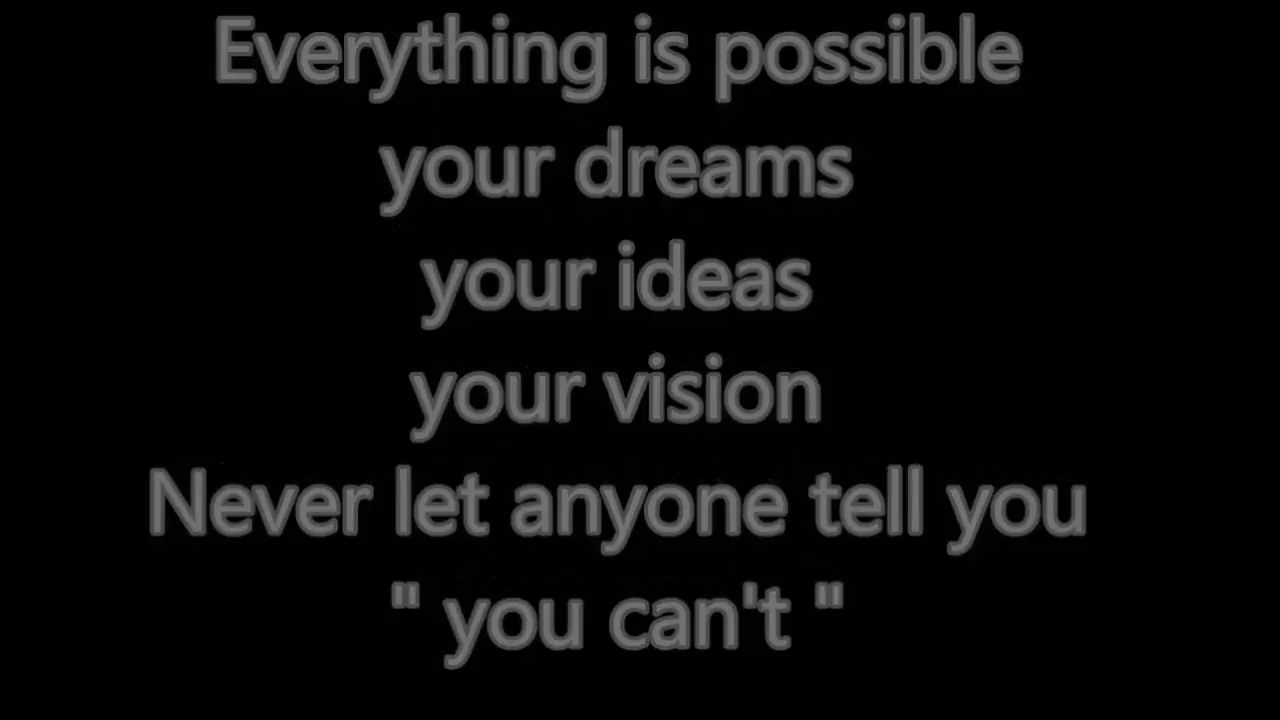 Everything is possible
your dreams
your ideas
your vision
Never let anyone tell you
" you can't "